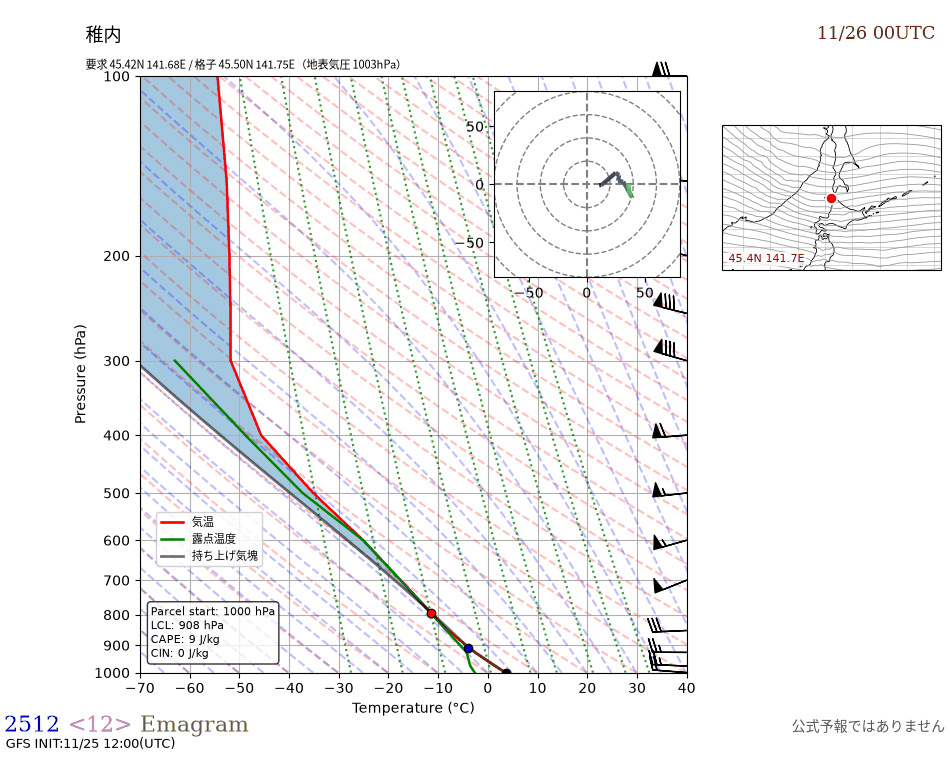 稚内
11/26 00UTC
要求 45.42N 141.68E / 格子 45.50N 141.75E（地表気圧 1003hPa）
100
200
300
400
500
600
700
800
900
1000
Pressure (hPa)
50
0
−50
−50 0 50
45.4N 141.7E
気温
露点温度
持ち上げ気塊
Parcel start: 1000 hPa
LCL: 908 hPa
CAPE: 9 J/kg
CIN: 0 J/kg
−70 −60 −50 −40 −30 −20 −10 0 10 20 30 40
Temperature (°C)
2512 <12> Emagram
公式予報ではありません
GFS INIT:11/25 12:00(UTC)